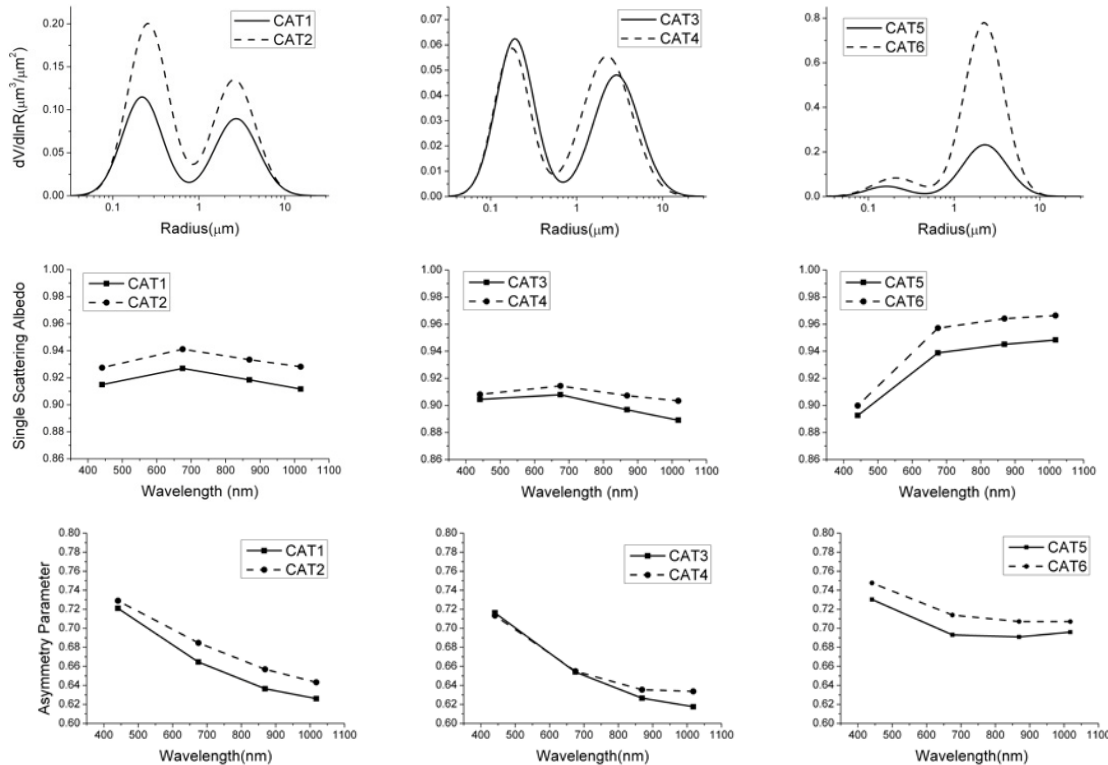 dV/dlnR(μm³/μm²)
0.20
0.15
0.10
0.05
0.00
CAT1
CAT2
0.1 1 10
Radius(μm)
0.07
0.06
0.05
0.04
0.03
0.02
0.01
0.00
CAT3
CAT4
0.1 1 10
Radius(μm)
0.8
0.6
0.4
0.2
0.0
CAT5
CAT6
0.1 1 10
Radius(μm)
Single Scattering Albedo
1.00
0.98
0.96
0.94
0.92
0.90
0.88
0.86
CAT1
CAT2
400 500 600 700 800 900 1000 1100
Wavelength (nm)
1.00
0.98
0.96
0.94
0.92
0.90
0.88
0.86
CAT3
CAT4
400 500 600 700 800 900 1000 1100
Wavelength (nm)
1.00
0.98
0.96
0.94
0.92
0.90
0.88
0.86
CAT5
CAT6
400 500 600 700 800 900 1000 1100
Wavelength (nm)
Asymmetry Parameter
0.80
0.78
0.76
0.74
0.72
0.70
0.68
0.66
0.64
0.62
0.60
CAT1
CAT2
400 500 600 700 800 900 1000 1100
Wavelength(nm)
0.80
0.78
0.76
0.74
0.72
0.70
0.68
0.66
0.64
0.62
0.60
CAT3
CAT4
400 500 600 700 800 900 1000 1100
Wavelength(nm)
0.80
0.78
0.76
0.74
0.72
0.70
0.68
0.66
0.64
0.62
0.60
CAT5
CAT6
400 500 600 700 800 900 1000 1100
Wavelength(nm)